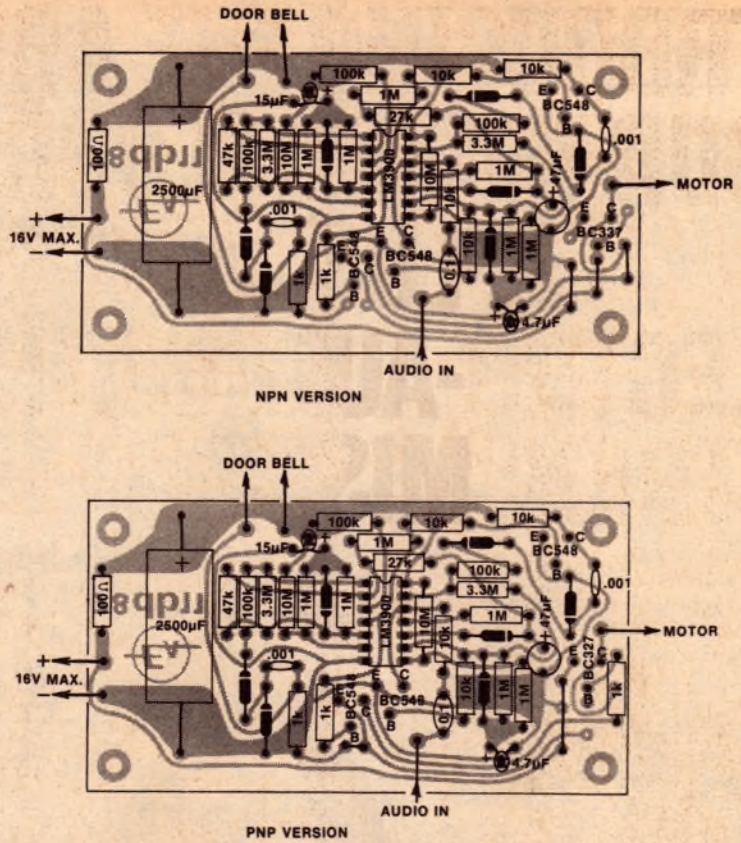 DOOR BELL
100k
10k
10k
15µF
+
1M
E
C
BC548
B
27k
.001
100Ω
+
47k
100k
3.3M
10M
1M
1M
LM3900
100k
3.3M
10M
10k
1M
+
47µF
2500µF
MOTOR
+
16V MAX.
−
.001
E
C
B
BC337
1k
1k
E
BC548
C
B
E
C
BC548
B
0.1
10k
1M
1M
+
4.7µF
AUDIO IN
NPN VERSION
DOOR BELL
100k
10k
10k
15µF
+
1M
E
C
BC548
B
27k
.001
100Ω
+
47k
100k
3.3M
10M
1M
1M
LM3900
100k
3.3M
10M
10k
1M
+
47µF
2500µF
MOTOR
+
16V MAX.
−
.001
E
C
B
BC327
1k
1k
1k
E
BC548
C
B
E
C
BC548
B
0.1
10k
1M
1M
+
4.7µF
AUDIO IN
PNP VERSION